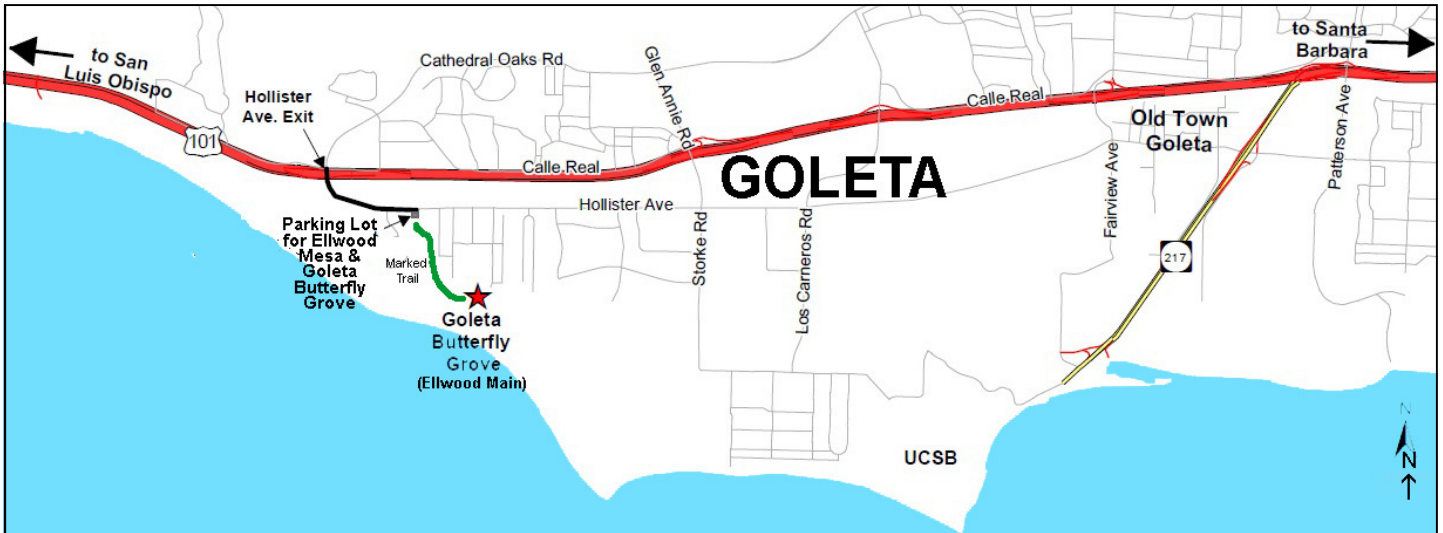 to San
Luis Obispo
101
Hollister
Ave. Exit
Cathedral Oaks Rd
Glen Annie Rd
Calle Real
to Santa
Barbara
Calle Real
GOLETA
Old Town
Goleta
Patterson Ave
Fairview Ave
217
Hollister Ave
Storke Rd
Los Carneros Rd
Parking Lot
for Ellwood
Mesa &
Goleta
Butterfly
Grove
Marked
Trail
Goleta
Butterfly
Grove
(Ellwood Main)
UCSB
N
N